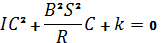 IC² + B²S²/R C + k = 0